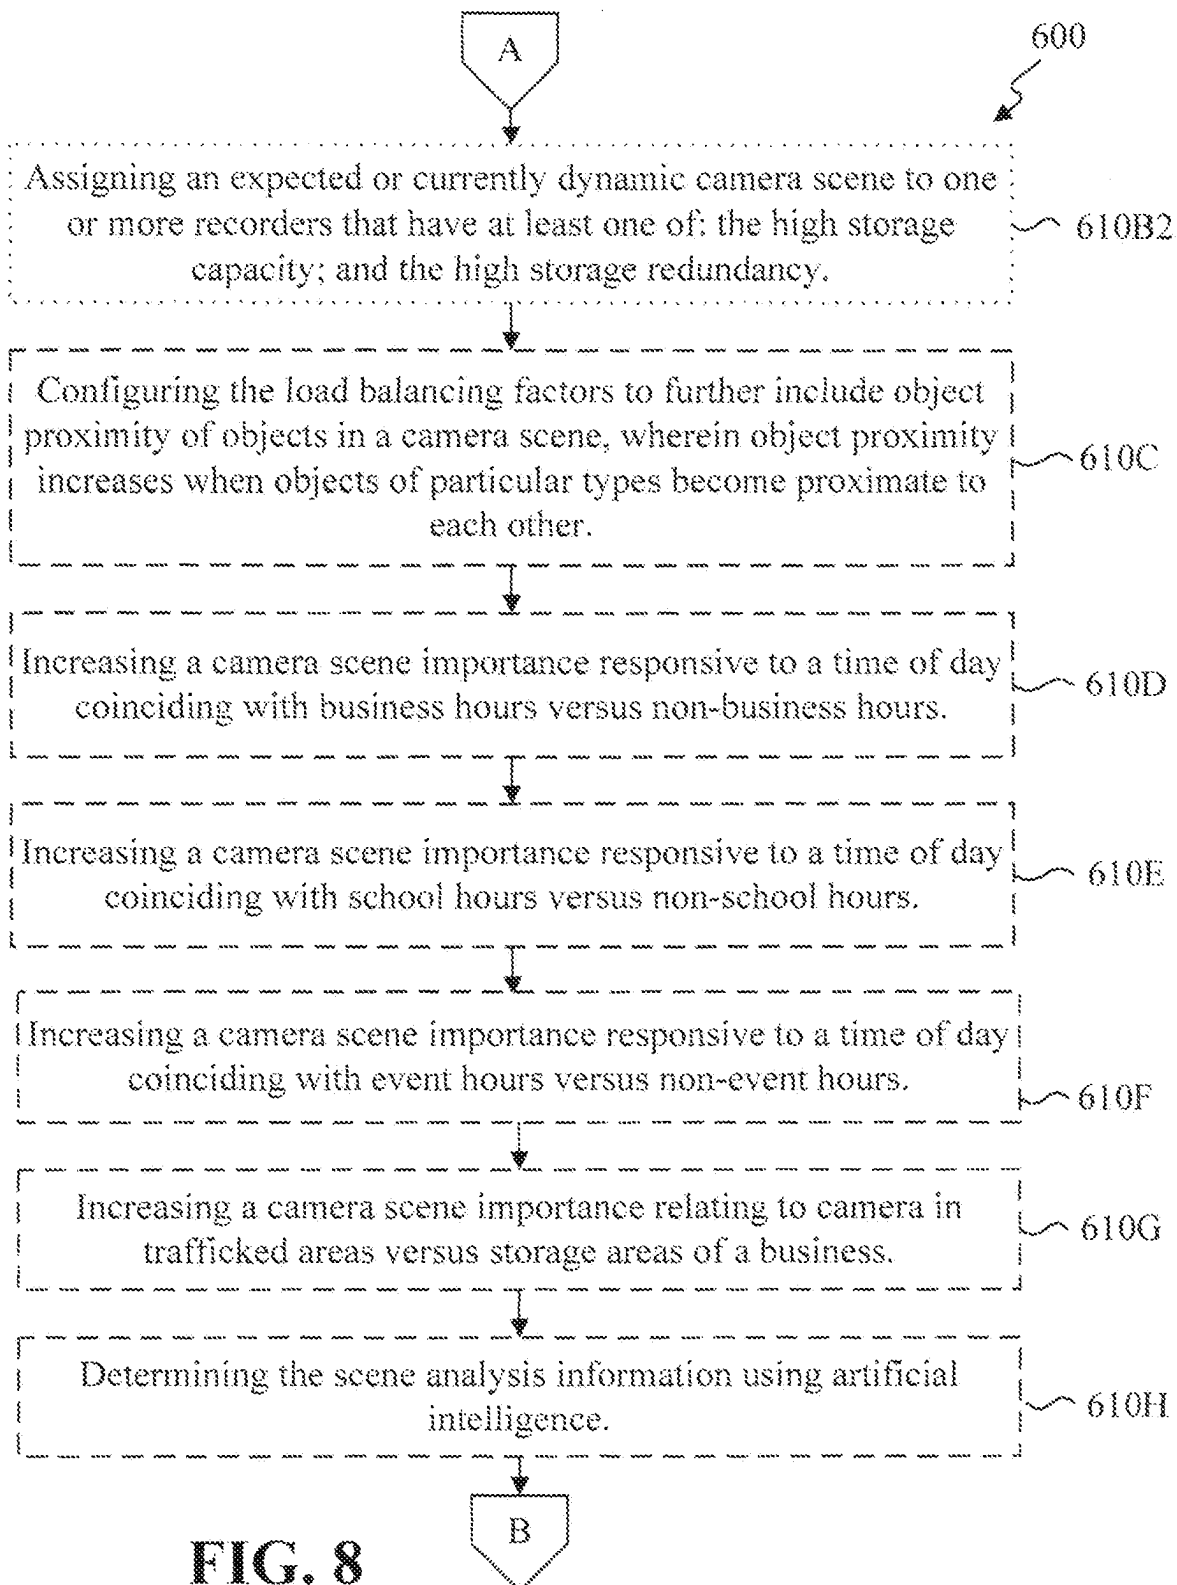 A
600
Assigning an expected or currently dynamic camera scene to one
or more recorders that have at least one of: the high storage
capacity; and the high storage redundancy.
610B2
Configuring the load balancing factors to further include object
proximity of objects in a camera scene, wherein object proximity
increases when objects of particular types become proximate to
each other.
610C
Increasing a camera scene importance responsive to a time of day
coinciding with business hours versus non-business hours.
610D
Increasing a camera scene importance responsive to a time of day
coinciding with school hours versus non-school hours.
610E
Increasing a camera scene importance responsive to a time of day
coinciding with event hours versus non-event hours.
610F
Increasing a camera scene importance relating to camera in
trafficked areas versus storage areas of a business.
610G
Determining the scene analysis information using artificial
intelligence.
610H
B
FIG. 8